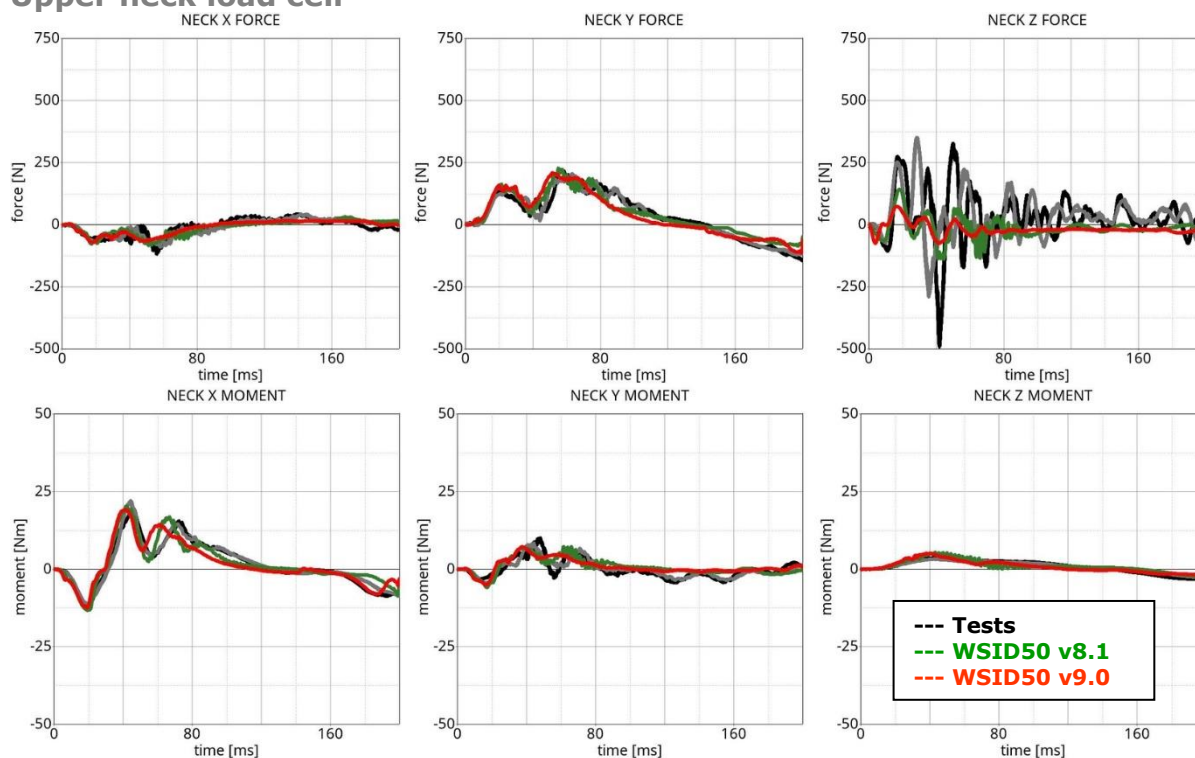 Upper neck load cell
NECK X FORCE
NECK Y FORCE
NECK Z FORCE
750
500
250
0
-250
-500
force [N]
0
80
160
time [ms]
750
500
250
0
-250
-500
force [N]
0
80
160
time [ms]
750
500
250
0
-250
-500
force [N]
0
80
160
time [ms]
NECK X MOMENT
NECK Y MOMENT
NECK Z MOMENT
50
25
0
-25
-50
moment [Nm]
0
80
160
time [ms]
50
25
0
-25
-50
moment [Nm]
0
80
160
time [ms]
50
25
0
-25
-50
moment [Nm]
0
80
160
time [ms]
--- Tests
--- WSID50 v8.1
--- WSID50 v9.0